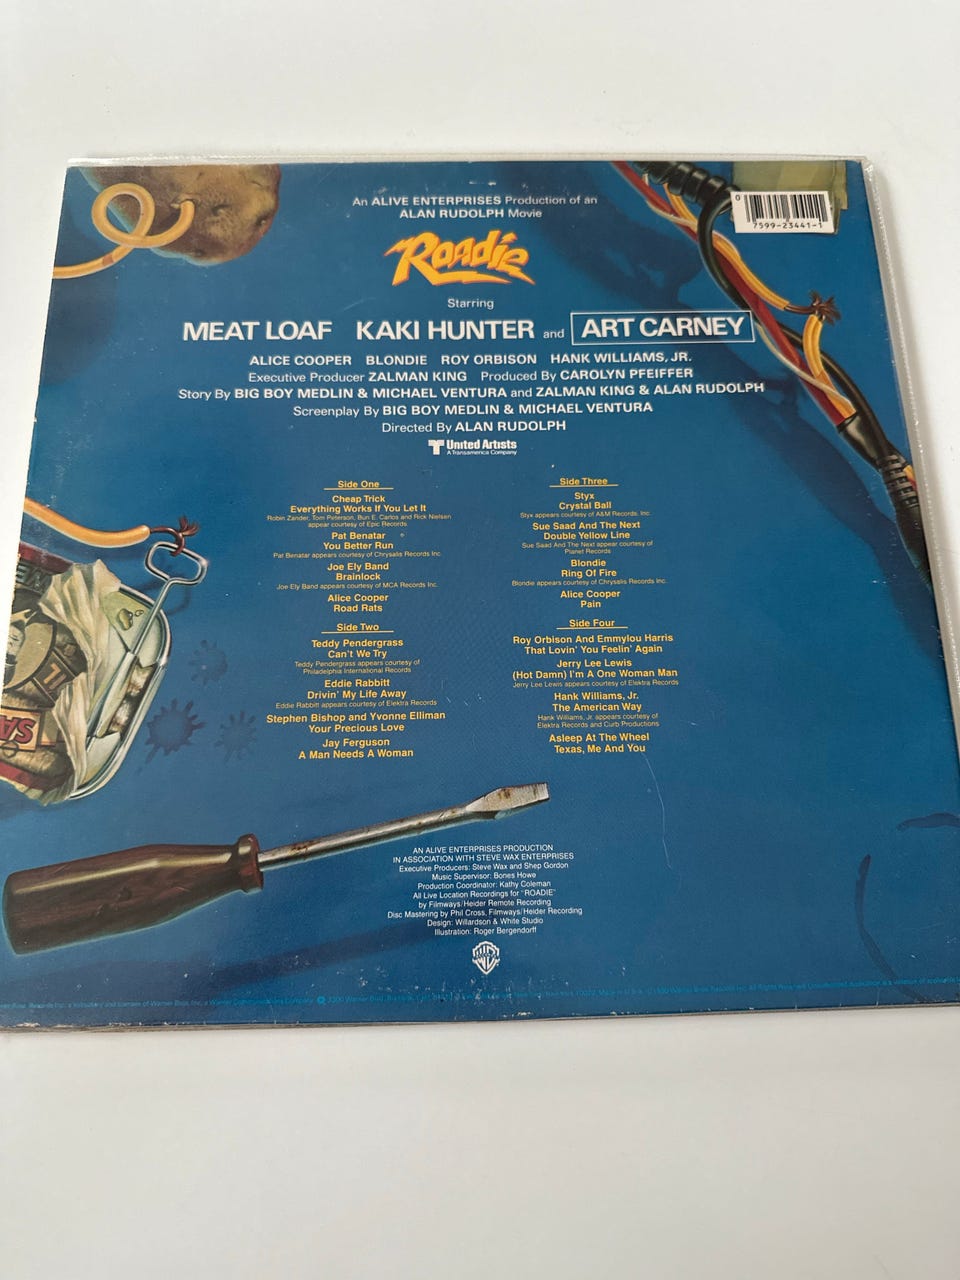 An ALIVE ENTERPRISES Production of an
ALAN RUDOLPH Movie
0
7599-23441-1
Roadie
Starring
MEAT LOAF KAKI HUNTER and ART CARNEY
ALICE COOPER BLONDIE ROY ORBISON HANK WILLIAMS, JR.
Executive Producer ZALMAN KING Produced By CAROLYN PFEIFFER
Story By BIG BOY MEDLIN & MICHAEL VENTURA and ZALMAN KING & ALAN RUDOLPH
Screenplay By BIG BOY MEDLIN & MICHAEL VENTURA
Directed By ALAN RUDOLPH
United Artists
A Transamerica Company
Side One
Cheap Trick
Everything Works If You Let It
Robin Zander, Tom Peterson, Bun E. Carlos and Rick Nielsen
appear courtesy of Epic Records
Pat Benatar
You Better Run
Pat Benatar appears courtesy of Chrysalis Records Inc.
Joe Ely Band
Brainlock
Joe Ely Band appears courtesy of MCA Records Inc.
Alice Cooper
Road Rats
Side Two
Teddy Pendergrass
Can't We Try
Teddy Pendergrass appears courtesy of
Philadelphia International Records
Eddie Rabbitt
Drivin' My Life Away
Eddie Rabbitt appears courtesy of Elektra Records
Stephen Bishop and Yvonne Elliman
Your Precious Love
Jay Ferguson
A Man Needs A Woman
Side Three
Styx
Crystal Ball
Styx appears courtesy of A&M Records. Inc.
Sue Saad And The Next
Double Yellow Line
Sue Saad And The Next appear courtesy of
Planet Records
Blondie
Ring Of Fire
Blondie appears courtesy of Chrysalis Records Inc.
Alice Cooper
Pain
Side Four
Roy Orbison And Emmylou Harris
That Lovin' You Feelin' Again
Jerry Lee Lewis
(Hot Damn) I'm A One Woman Man
Jerry Lee Lewis appears courtesy of Elektra Records
Hank Williams, Jr.
The American Way
Hank Williams, Jr. appears courtesy of
Elektra Records and Curb Productions
Asleep At The Wheel
Texas, Me And You
SA
AN ALIVE ENTERPRISES PRODUCTION
IN ASSOCIATION WITH STEVE WAX ENTERPRISES
Executive Producers: Steve Wax and Shep Gordon
Music Supervisor: Bones Howe
Production Coordinator: Kathy Coleman
All Live Location Recordings for "ROADIE"
by Filmways/Heider Remote Recording
Disc Mastering by Phil Cross, Filmways/Heider Recording
Design: Willardson & White Studio
Illustration: Roger Bergendorff